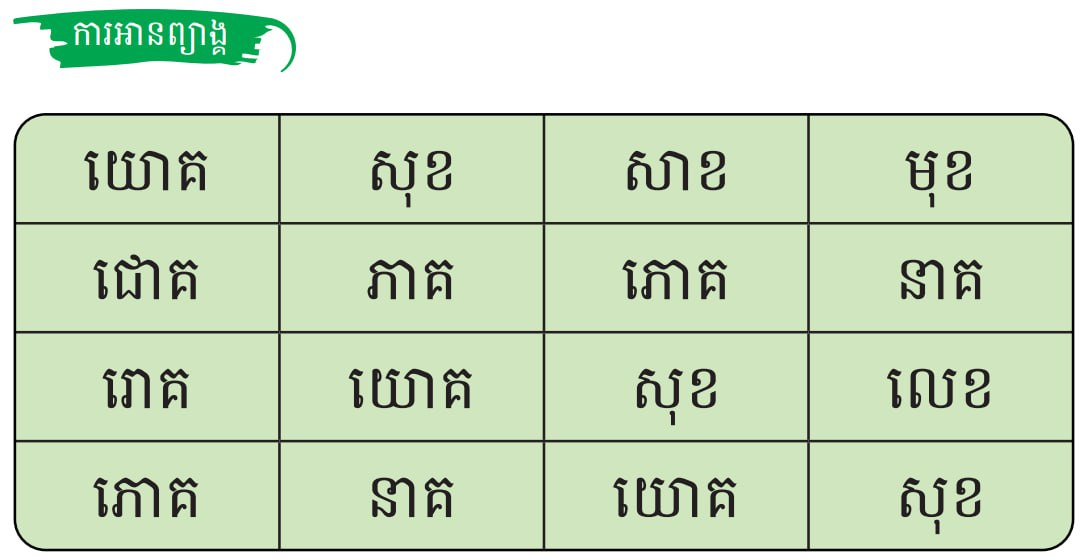 ការអានព្យាង្គ
យោគ សុខ សាខ មុខ
ជោគ ភាគ ភោគ នាគ
រោគ យោគ សុខ លេខ
ភោគ នាគ យោគ សុខ